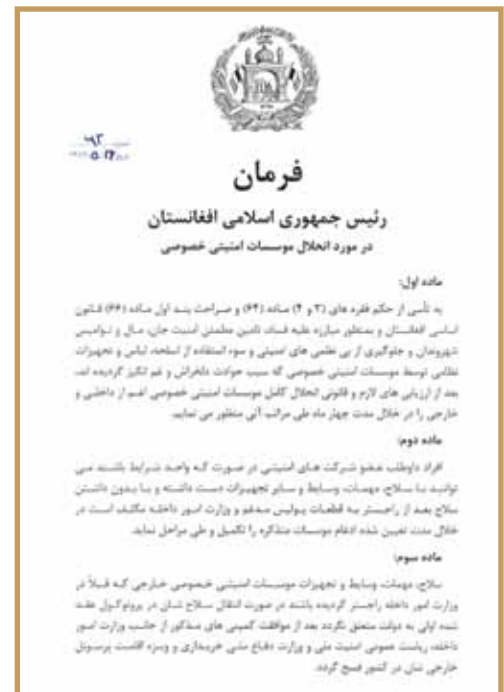 فرمان
رئیس جمهوری اسلامی افغانستان
در مورد انحلال موسسات امنیتی خصوصی
ماده اول:
به تأسی از حکم فقره های (۳ و ۴) ماده (۶۴) و صراحت بند اول ماده (۶۶) قانون
اساسی افغانستان و بمنظور مبارزه علیه فساد، تامین مطمئن امنیت جان، مال و نوامیس
شهروندان و جلوگیری از بی نظمی های امنیتی و سوء استفاده از اسلحه، لباس و تجهیزات
نظامی توسط موسسات امنیتی خصوصی که سبب حوادث دلخراش و غم انگیز گردیده اند،
بعد از ارزیابی های لازم و قانونی انحلال کامل موسسات امنیتی خصوصی اعم از داخلی و
خارجی را در خلال مدت چهار ماه طی مراتب آتی منظور می نمایم.
ماده دوم:
افراد داوطلب عضو شرکت های امنیتی در صورت که واجد شرایط باشند می
توانند با سلاح، مهمات، وسایط و سایر تجهیزات دست داشته و یا بدون داشتن
سلاح بعد از راجستر به قطعات پولیس مدغم و وزارت امور داخله مکلف است در
خلال مدت تعیین شده ادغام موسسات متذکره را تکمیل و طی مراحل نماید.
ماده سوم:
سلاح، مهمات، وسایط و تجهیزات موسسات امنیتی خصوصی خارجی که قبلاً در
وزارت امور داخله راجستر گردیده باشند در صورت انتقال سلاح شان در پروتوکول عقد
شده اولی به دولت متعلق نگردد بعد از موافقت کمپنی های مذکور از جانب وزارت امور
داخله، ریاست عمومی امنیت ملی و وزارت دفاع ملی خریداری و ویزه اقامت پرسونل
خارجی شان در کشور فسخ گردد.